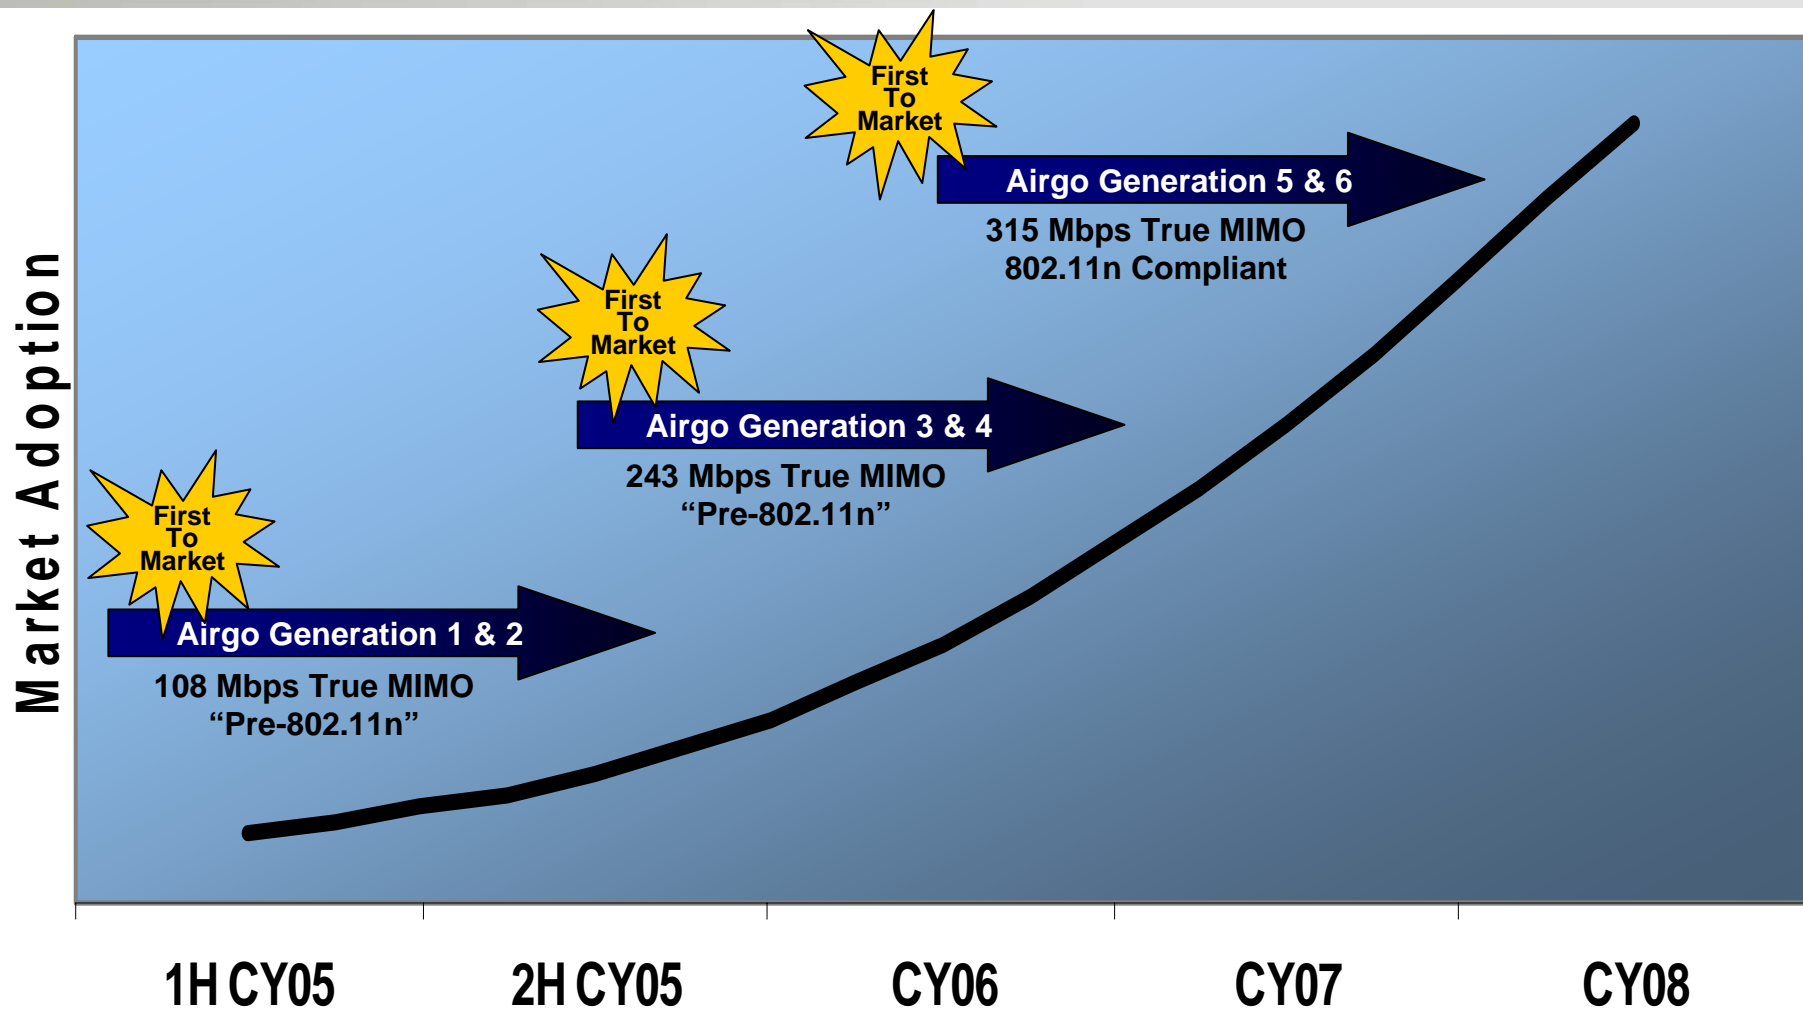 First
To
Market
Airgo Generation 5 & 6
315 Mbps True MIMO
802.11n Compliant
First
To
Market
Airgo Generation 3 & 4
243 Mbps True MIMO
“Pre-802.11n”
First
To
Market
Airgo Generation 1 & 2
108 Mbps True MIMO
“Pre-802.11n”
Market Adoption
1H CY05
2H CY05
CY06
CY07
CY08